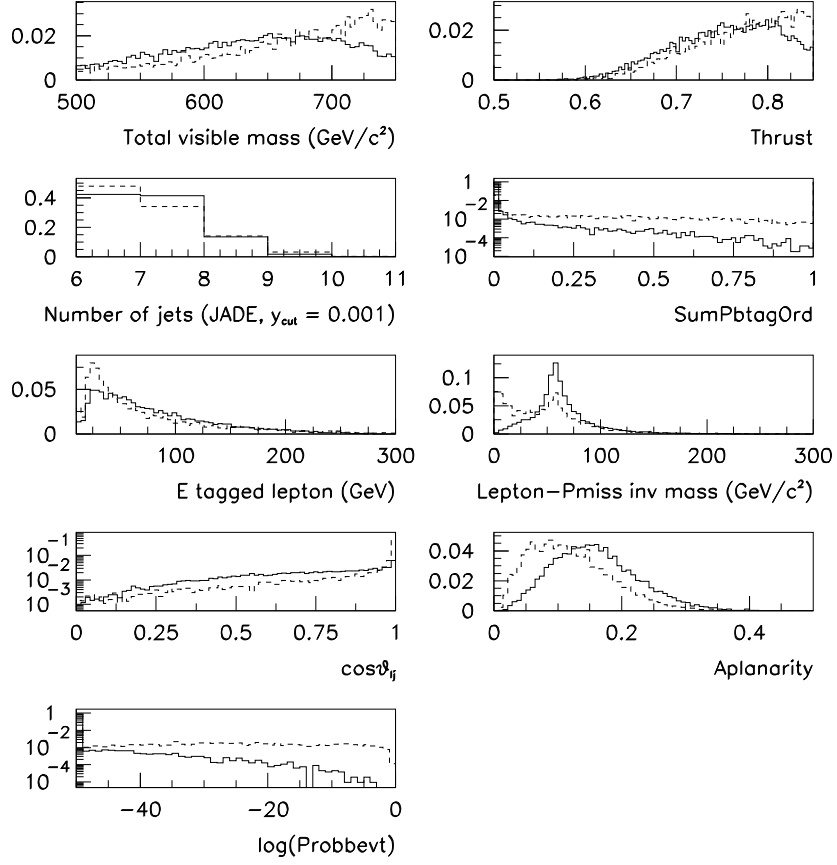 0.02
0
500 600 700
Total visible mass (GeV/c²)
0.02
0
0.5 0.6 0.7 0.8
Thrust
0.4
0.2
0
6 7 8 9 10 11
Number of jets (JADE, y_cut = 0.001)
1
10⁻²
10⁻³
10⁻⁴
0 0.25 0.5 0.75 1
SumPbtagOrd
0.05
0
100 200 300
E tagged lepton (GeV)
0.1
0.05
0
0 100 200 300
Lepton−Pmiss inv mass (GeV/c²)
10⁻¹
10⁻²
10⁻³
0 0.25 0.5 0.75 1
cosϑ_lj
0.04
0.02
0
0 0.2 0.4
Aplanarity
1
10⁻²
10⁻³
10⁻⁴
10⁻⁵
−40 −20 0
log(Probbevt)